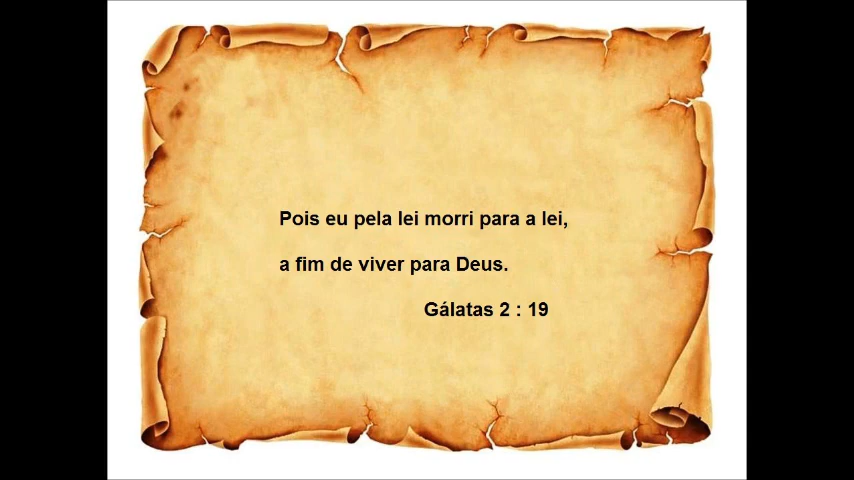 Pois eu pela lei morri para a lei,
a fim de viver para Deus.
Gálatas 2 : 19